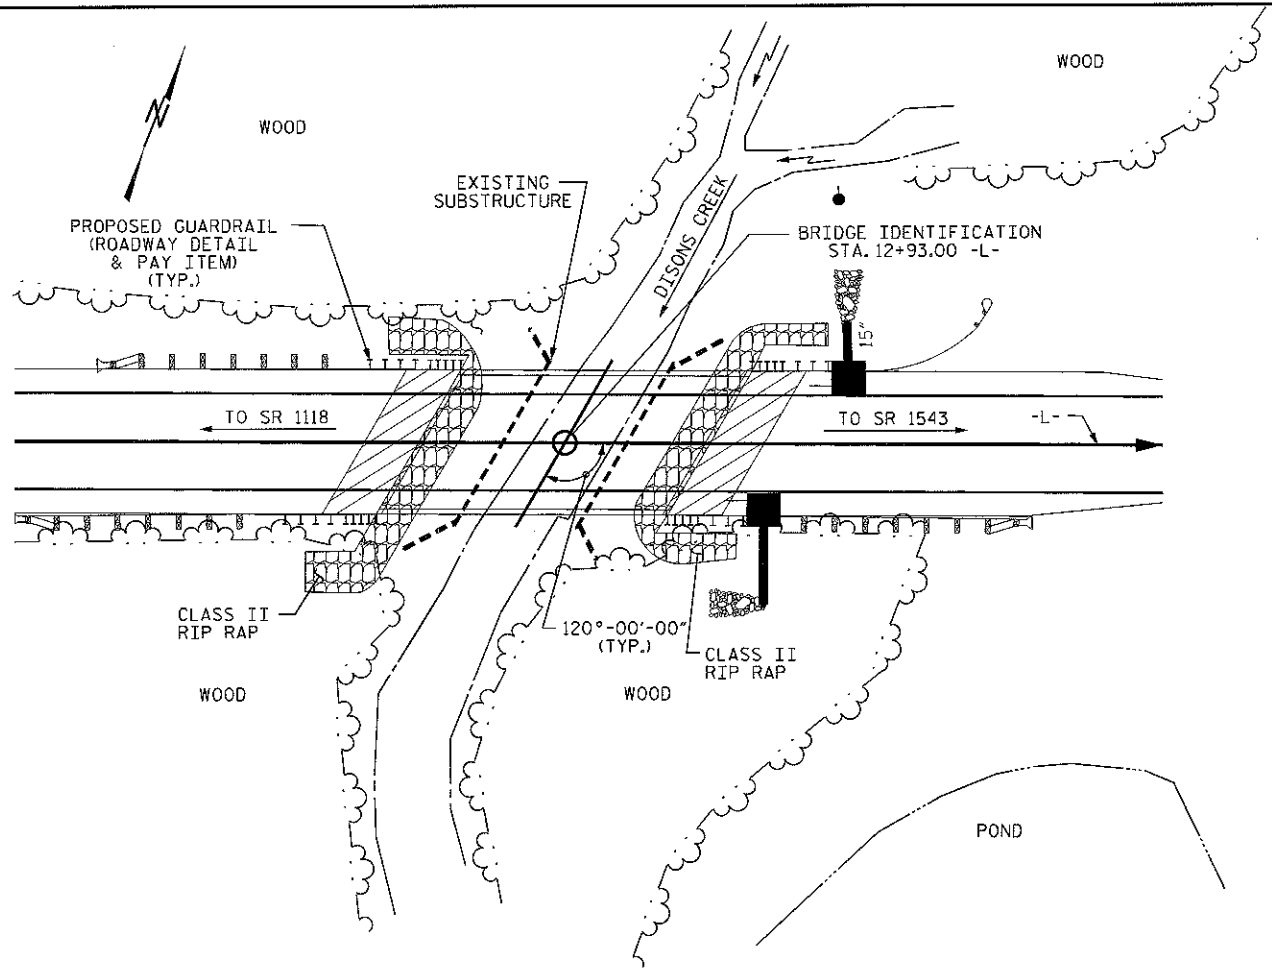 WOOD
WOOD
N
EXISTING
SUBSTRUCTURE
PROPOSED GUARDRAIL
(ROADWAY DETAIL
& PAY ITEM)
(TYP.)
DISONS CREEK
BRIDGE IDENTIFICATION
STA. 12+93.00 -L-
15"
TO SR 1118
TO SR 1543
-L-
CLASS II
RIP RAP
120°-00'-00"
(TYP.)
CLASS II
RIP RAP
WOOD
WOOD
POND